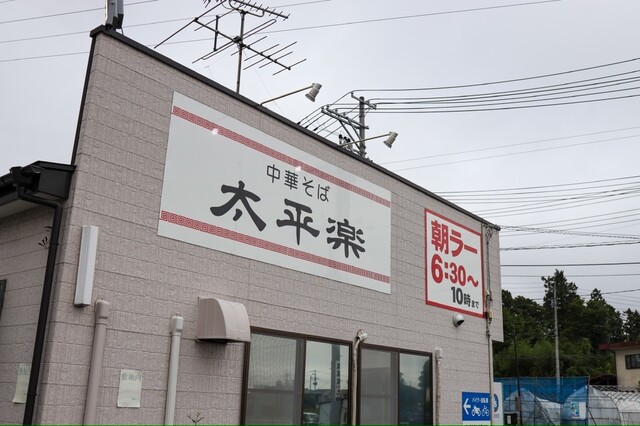 中華そば
太平楽
朝ラー
6:30～
10時まで